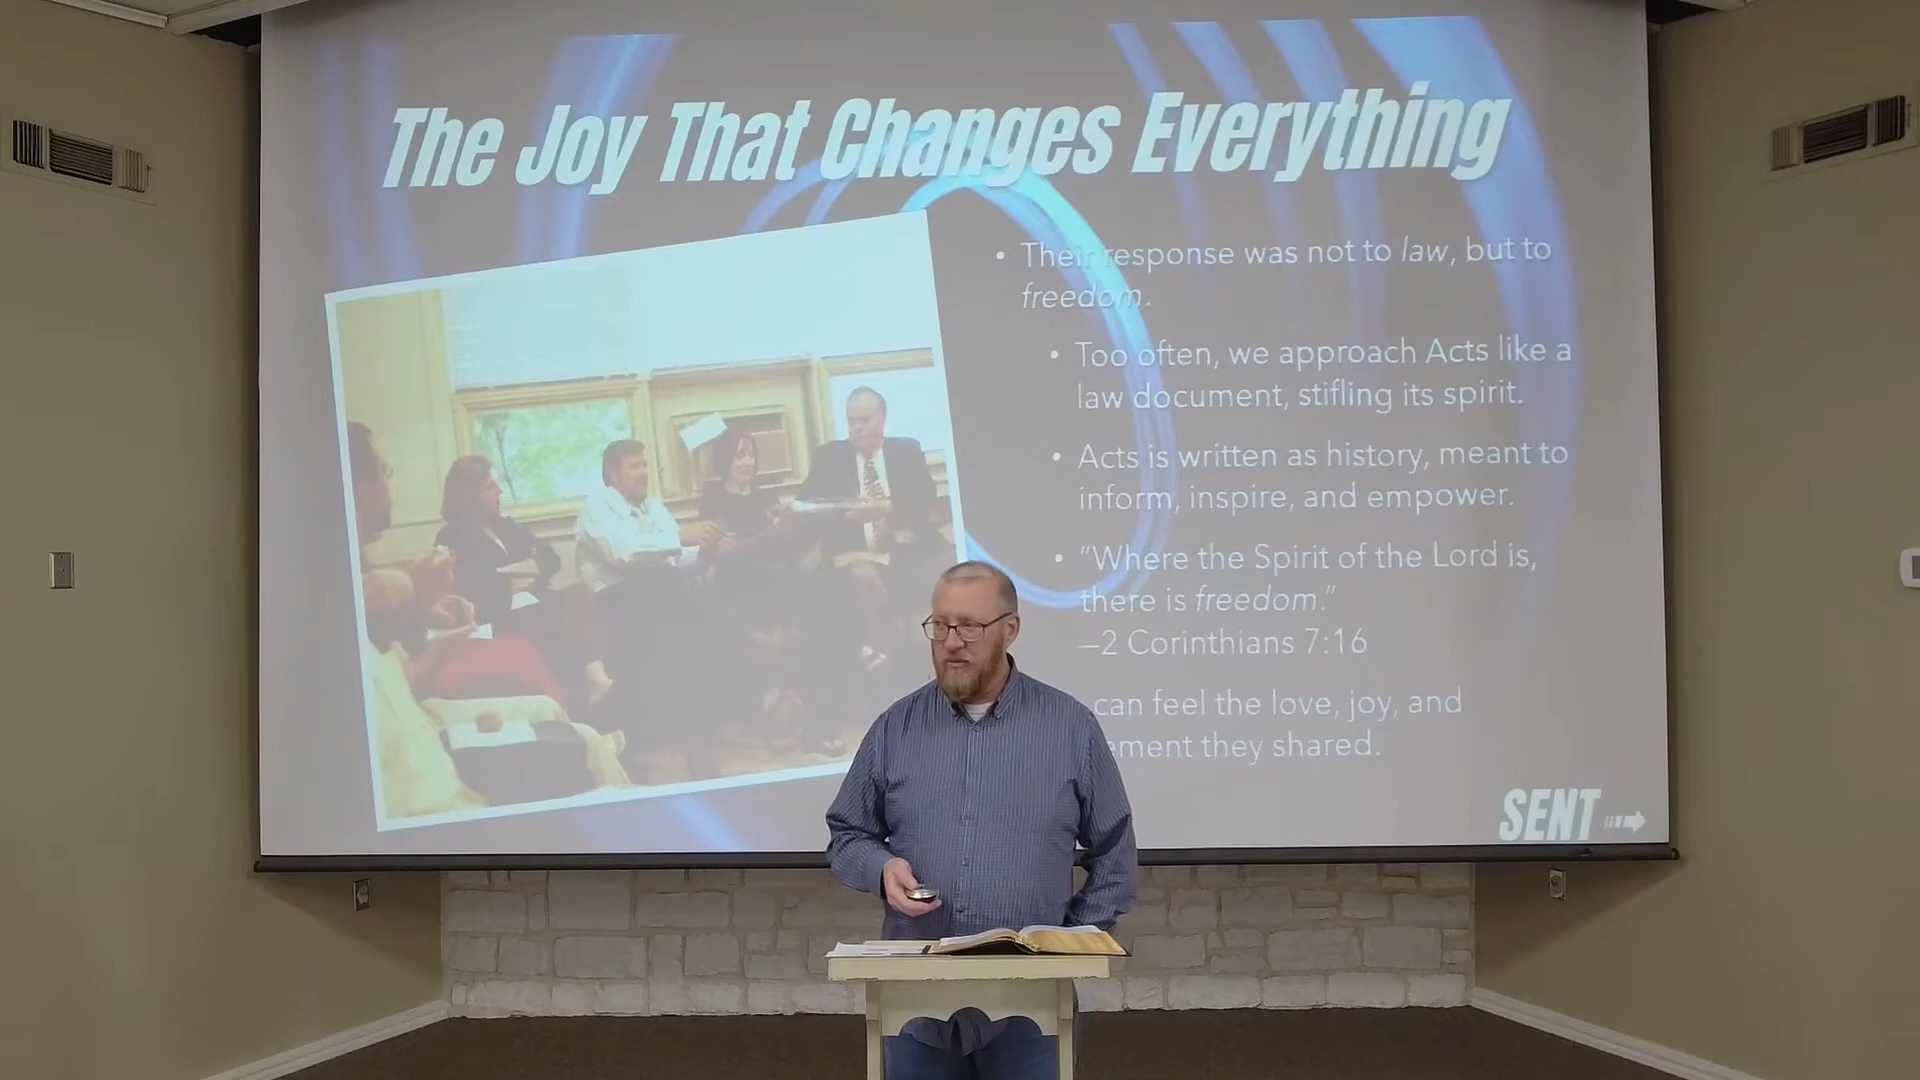 The Joy That Changes Everything
• Their response was not to law, but to
freedom.
• Too often, we approach Acts like a
law document, stifling its spirit.
• Acts is written as history, meant to
inform, inspire, and empower.
• "Where the Spirit of the Lord is,
there is freedom."
—2 Corinthians 7:16
can feel the love, joy, and
they shared.
SENT